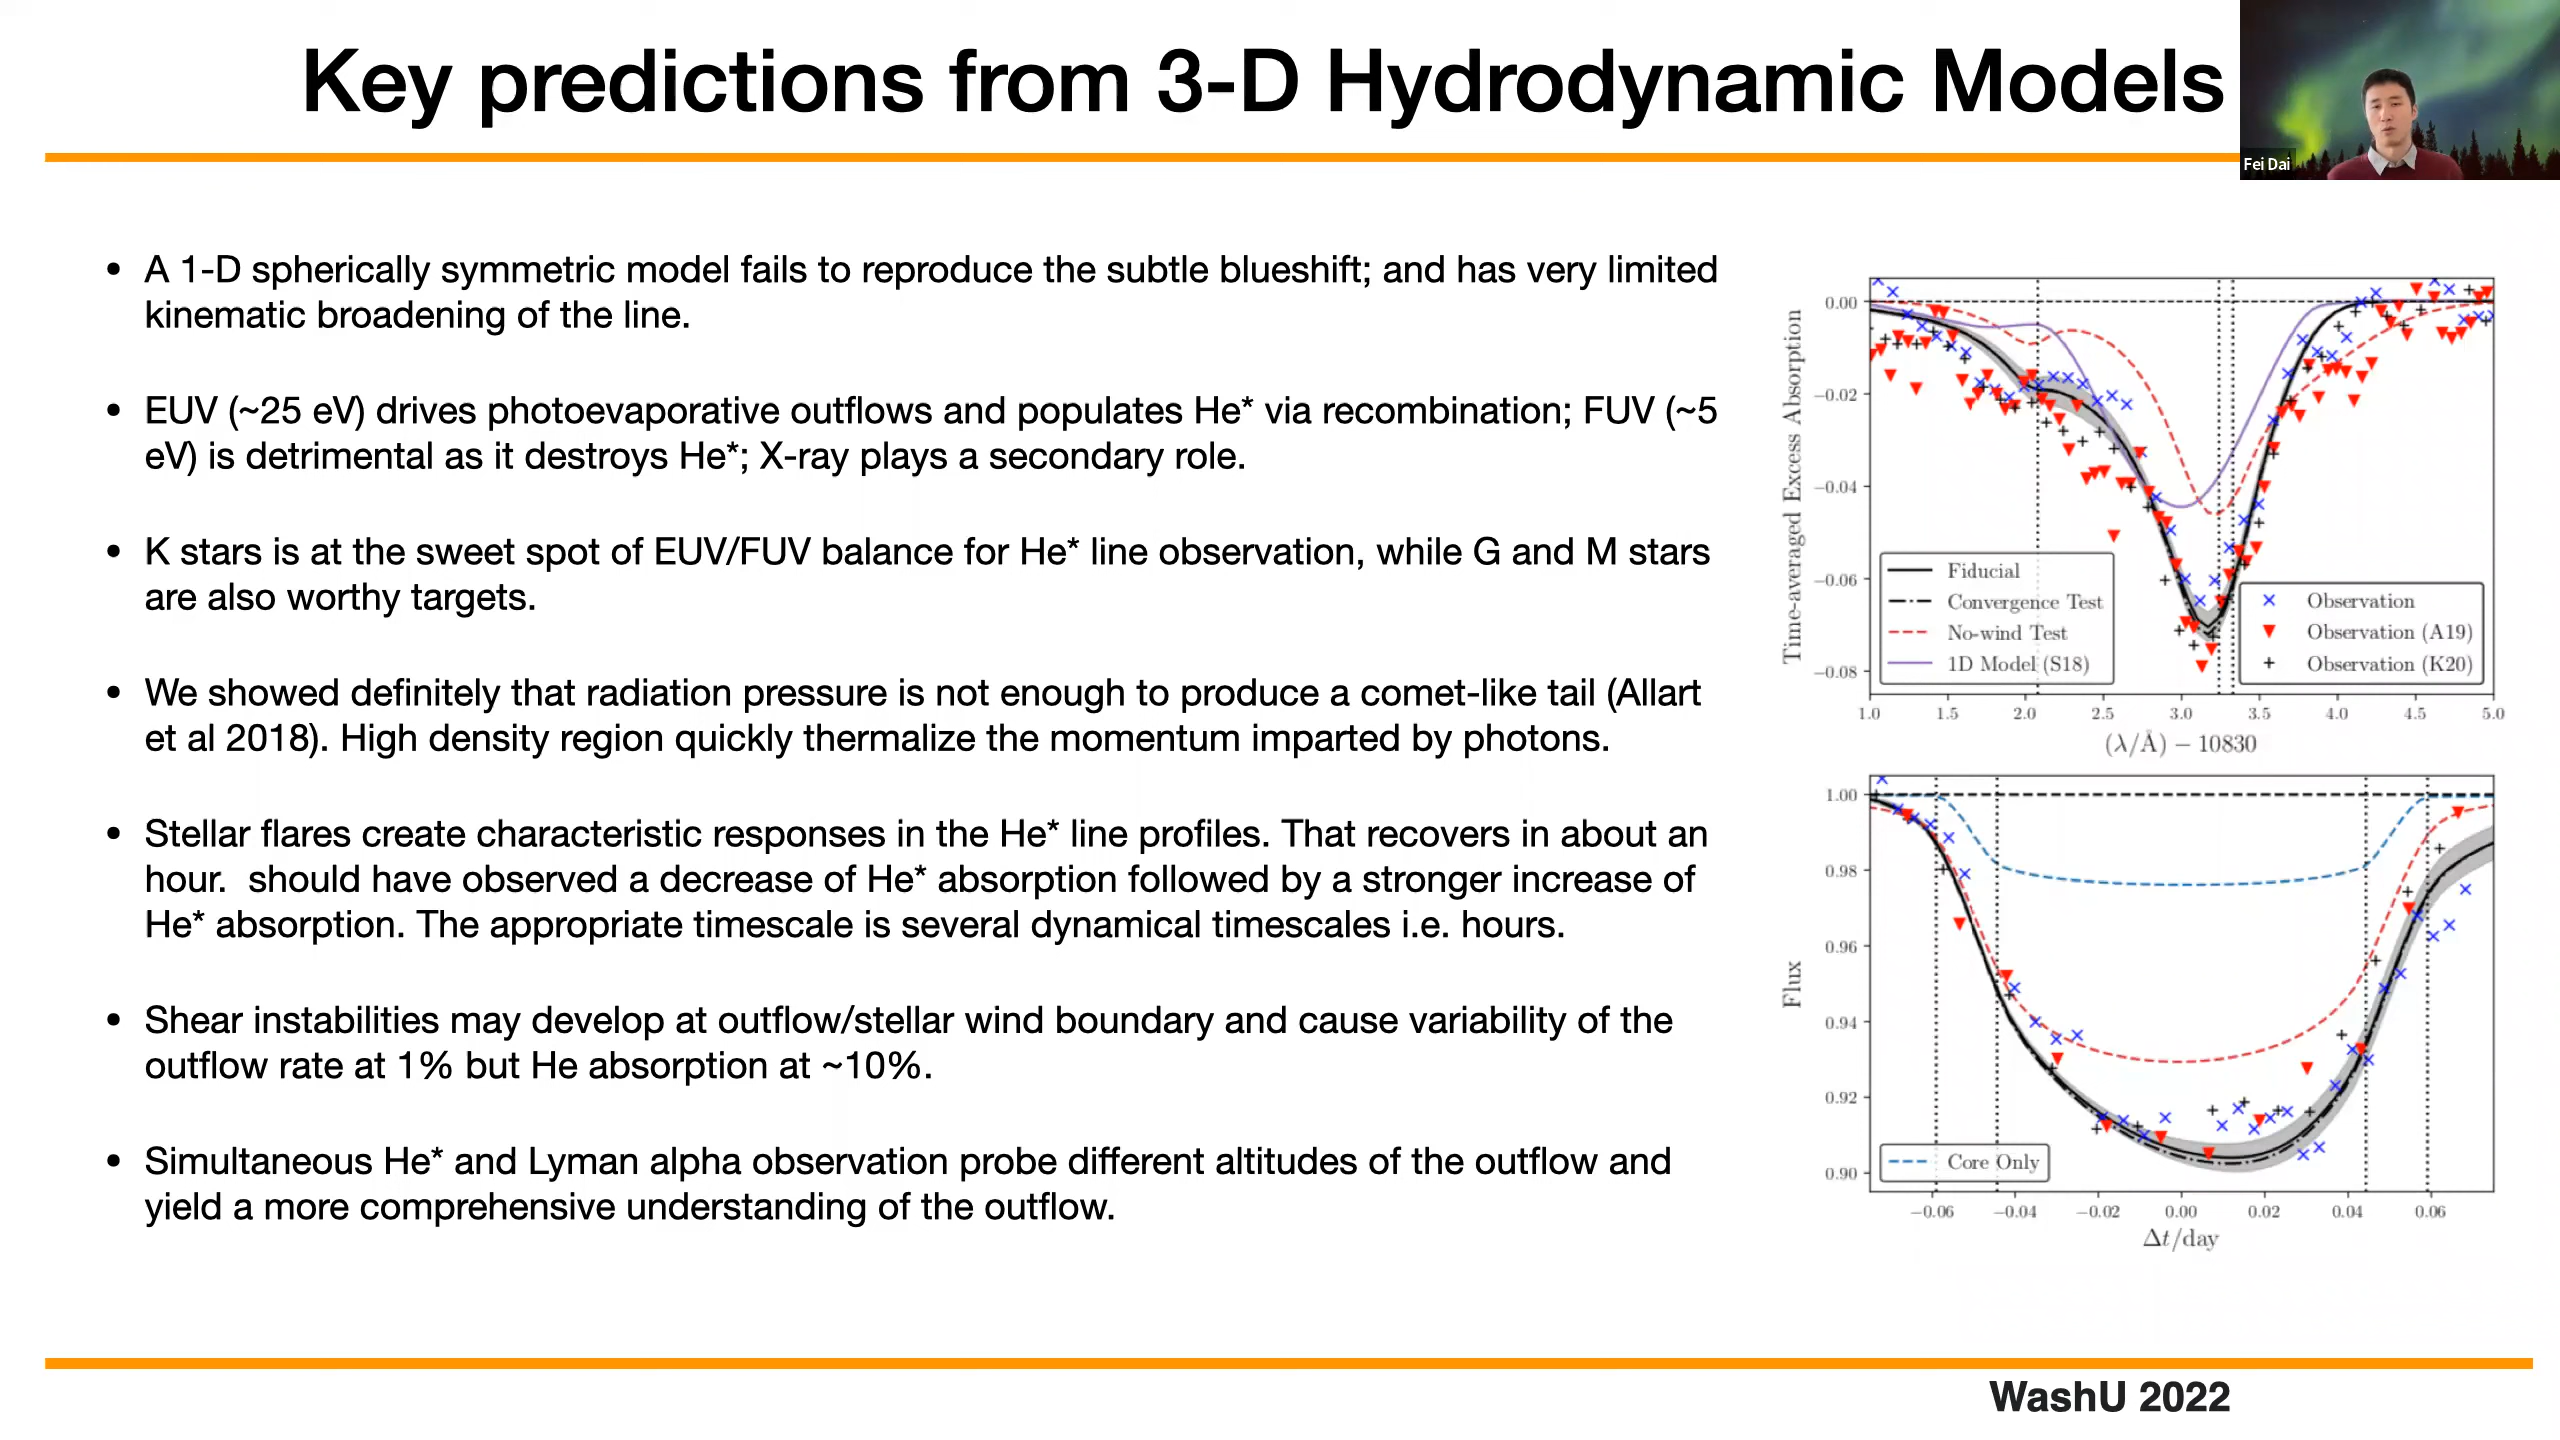 Key predictions from 3-D Hydrodynamic Models
Fei Dai
• A 1-D spherically symmetric model fails to reproduce the subtle blueshift; and has very limited
kinematic broadening of the line.
• EUV (~25 eV) drives photoevaporative outflows and populates He* via recombination; FUV (~5
eV) is detrimental as it destroys He*; X-ray plays a secondary role.
• K stars is at the sweet spot of EUV/FUV balance for He* line observation, while G and M stars
are also worthy targets.
• We showed definitely that radiation pressure is not enough to produce a comet-like tail (Allart
et al 2018). High density region quickly thermalize the momentum imparted by photons.
• Stellar flares create characteristic responses in the He* line profiles. That recovers in about an
hour.  should have observed a decrease of He* absorption followed by a stronger increase of
He* absorption. The appropriate timescale is several dynamical timescales i.e. hours.
• Shear instabilities may develop at outflow/stellar wind boundary and cause variability of the
outflow rate at 1% but He absorption at ~10%.
• Simultaneous He* and Lyman alpha observation probe different altitudes of the outflow and
yield a more comprehensive understanding of the outflow.
Time-averaged Excess Absorption
0.00
−0.02
−0.04
−0.06
−0.08
Fiducial
Convergence Test
No-wind Test
1D Model (S18)
Observation
Observation (A19)
Observation (K20)
1.0 1.5 2.0 2.5 3.0 3.5 4.0 4.5 5.0
(λ/Å) − 10830
Flux
1.00
0.98
0.96
0.94
0.92
0.90
Core Only
−0.06 −0.04 −0.02 0.00 0.02 0.04 0.06
Δt/day
WashU 2022